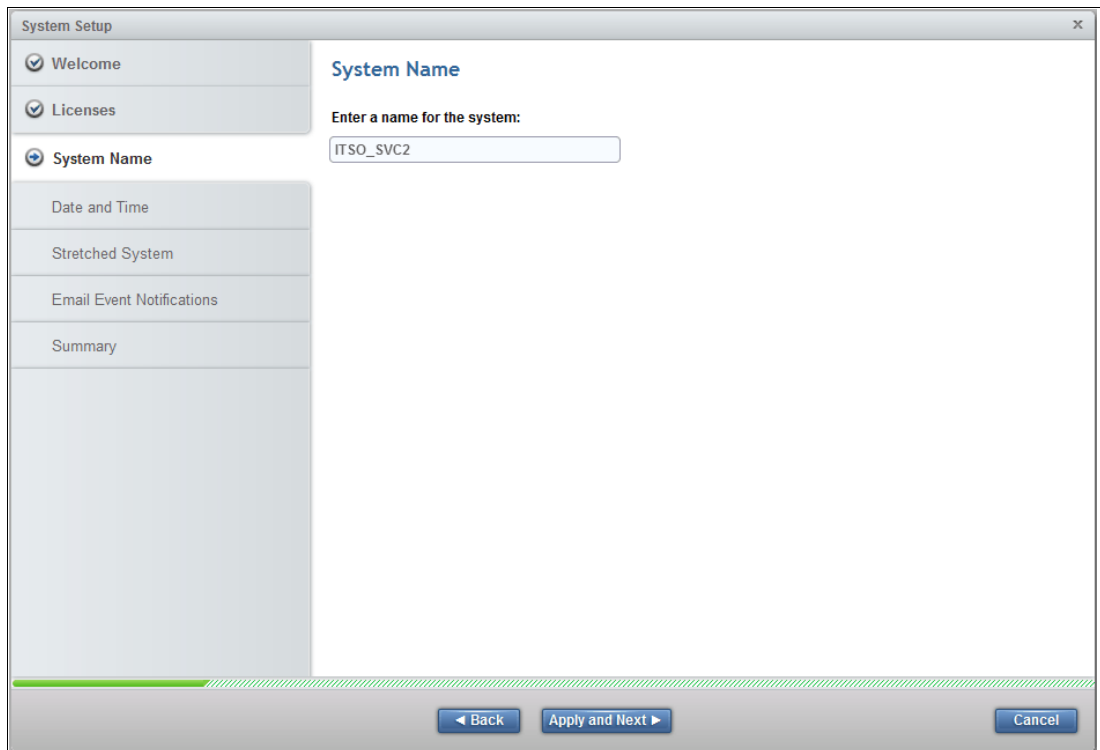 System Setup
x
Welcome
Licenses
System Name
Date and Time
Stretched System
Email Event Notifications
Summary
System Name
Enter a name for the system:
ITSO_SVC2
Back
Apply and Next
Cancel